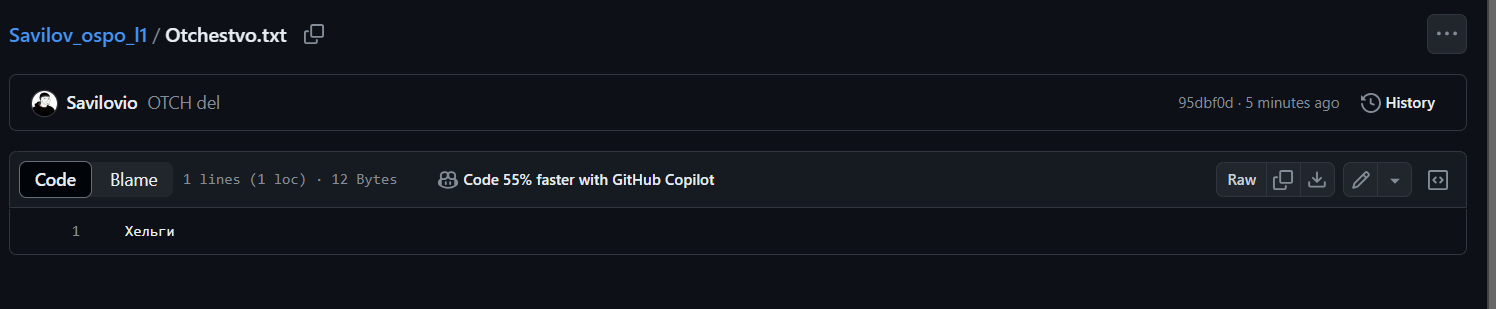 Savilov_ospo_l1 / Otchestvo.txt
Savilovio OTCH del 95dbf0d · 5 minutes ago History
Code Blame 1 lines (1 loc) · 12 Bytes Code 55% faster with GitHub Copilot Raw
1 Хельги